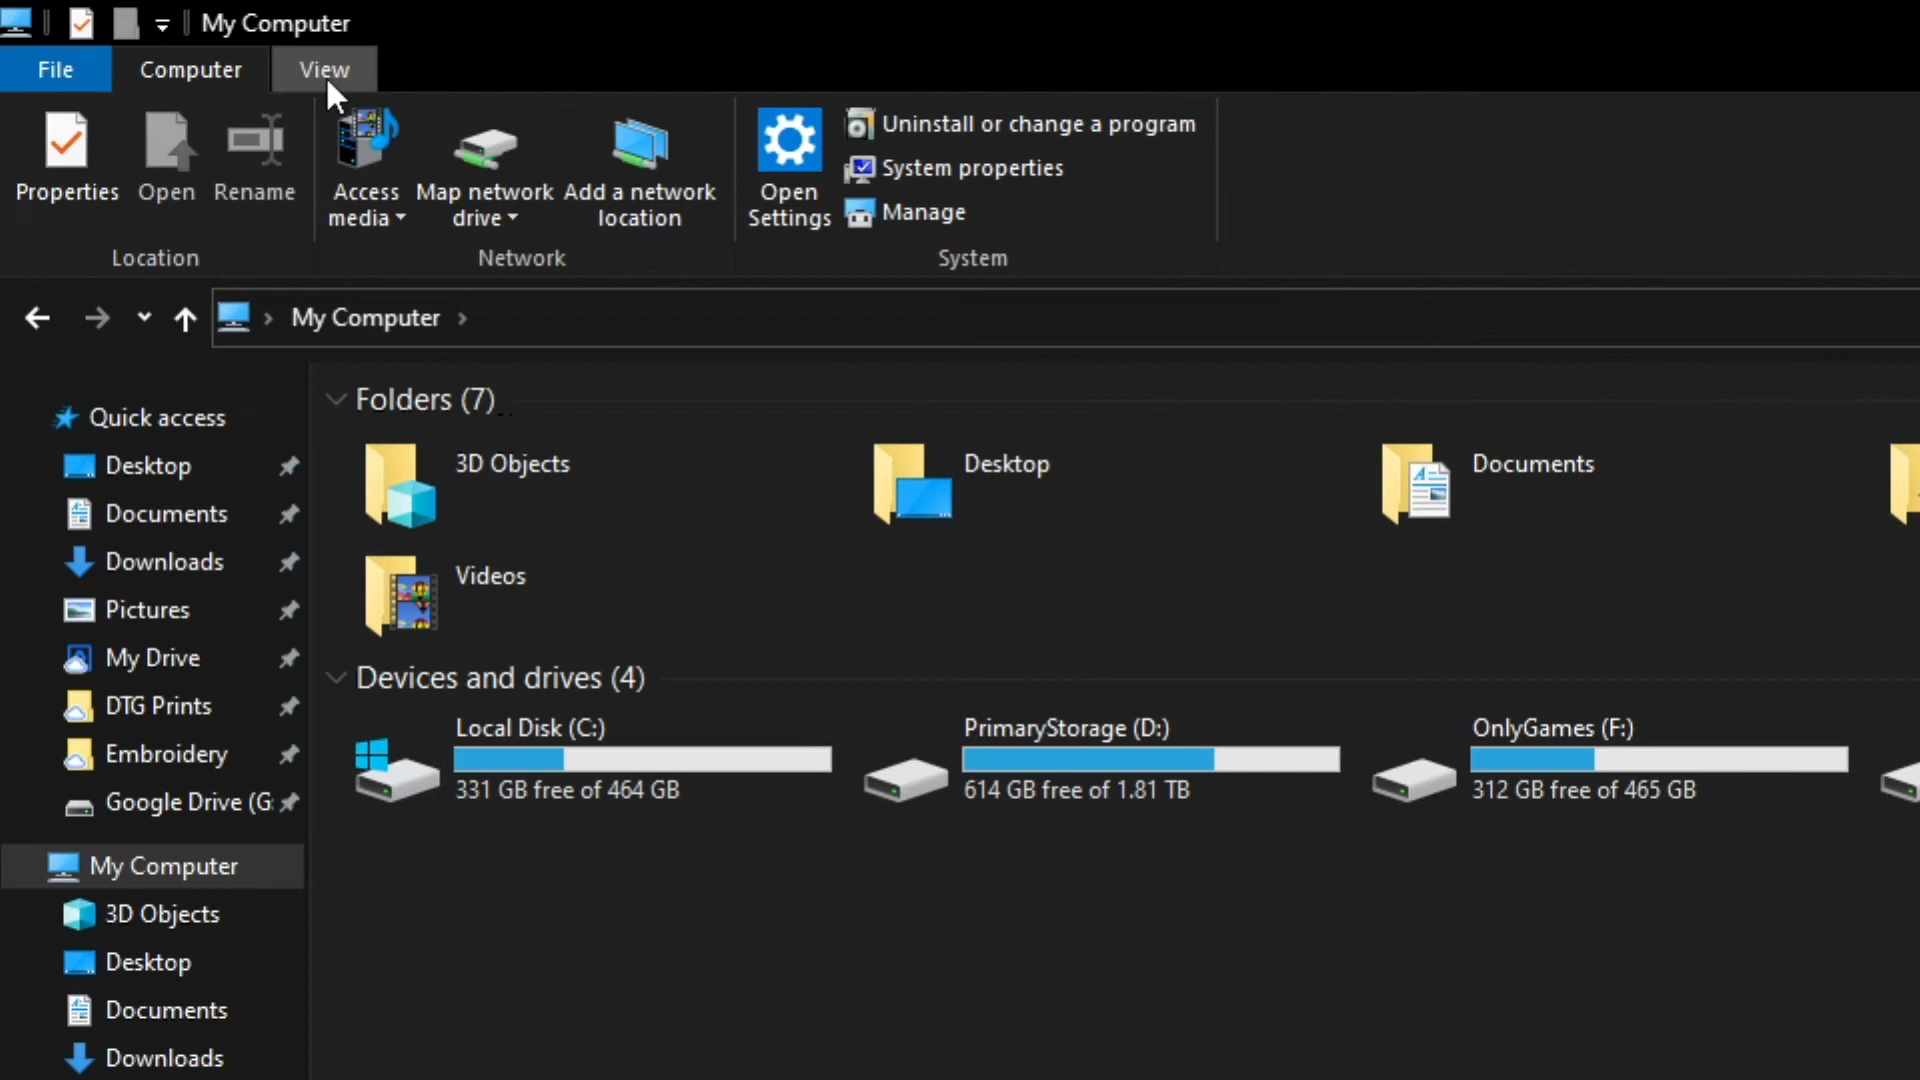 My Computer
File
Computer
View
Properties
Open
Rename
Access
media
Map network
drive
Add a network
location
Open
Settings
Uninstall or change a program
System properties
Manage
Location
Network
System
My Computer
Quick access
Desktop
Documents
Downloads
Pictures
My Drive
DTG Prints
Embroidery
Google Drive (G:
My Computer
3D Objects
Desktop
Documents
Downloads
Folders (7)
3D Objects
Desktop
Documents
Videos
Devices and drives (4)
Local Disk (C:)
331 GB free of 464 GB
PrimaryStorage (D:)
614 GB free of 1.81 TB
OnlyGames (F:)
312 GB free of 465 GB